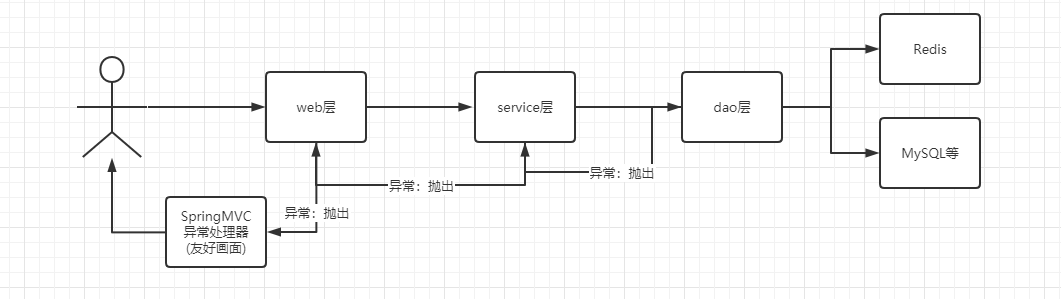 Redis
web层
service层
dao层
MySQL等
异常：抛出
异常：抛出
异常：抛出
SpringMVC
异常处理器
(友好画面)